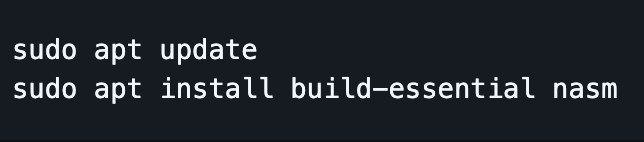 sudo apt update
sudo apt install build-essential nasm